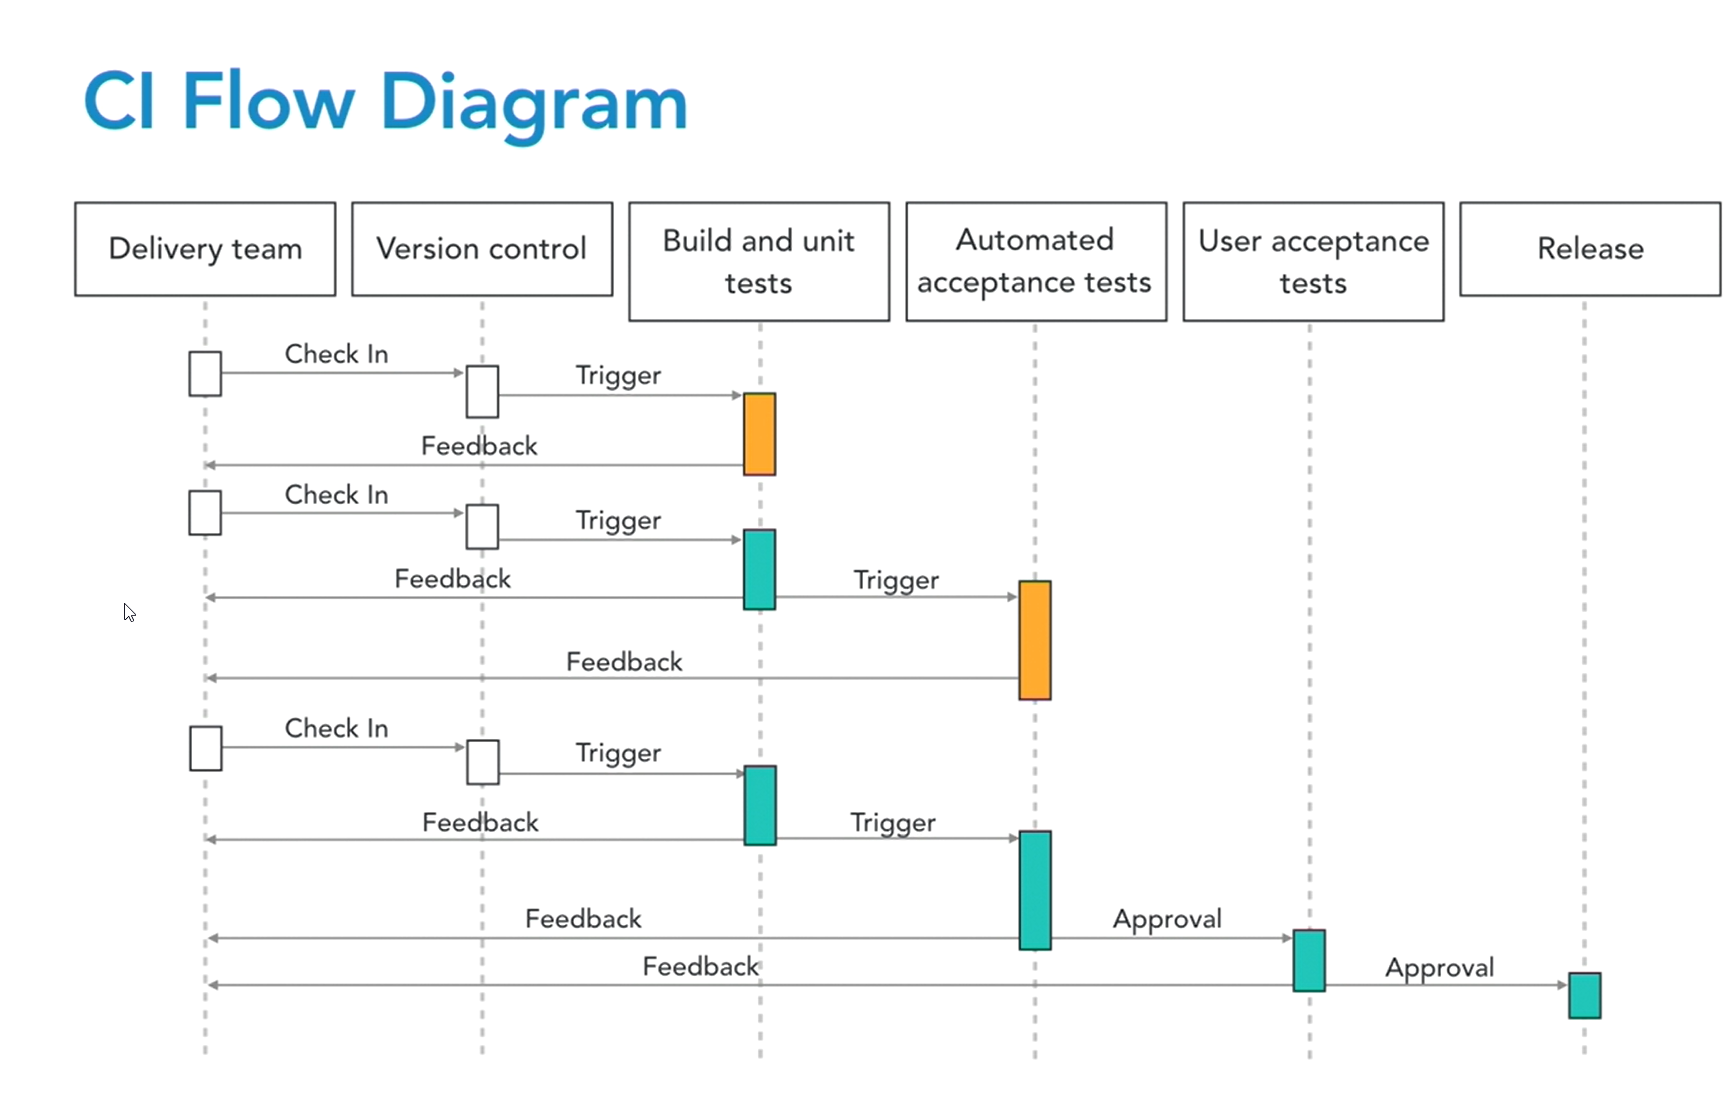 CI Flow Diagram
Delivery team
Version control
Build and unit
tests
Automated
acceptance tests
User acceptance
tests
Release
Check In
Trigger
Feedback
Check In
Trigger
Feedback
Trigger
Feedback
Check In
Trigger
Feedback
Trigger
Feedback
Approval
Feedback
Approval